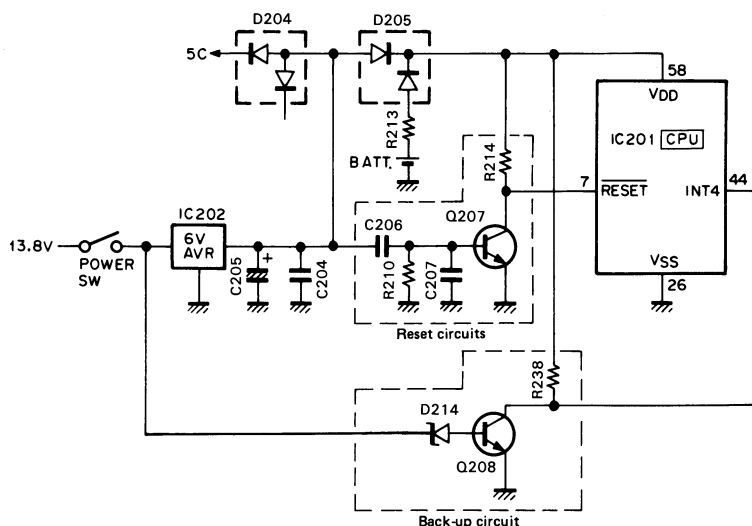 D204
D205
5C
58
VDD
R213
R214
IC201 CPU
BATT.
7
RESET
INT4
44
IC202
C206
Q207
13.8V
6V
AVR
POWER
SW
C205
+
C204
R210
C207
VSS
26
Reset circuits
R238
D214
Q208
Back-up circuit